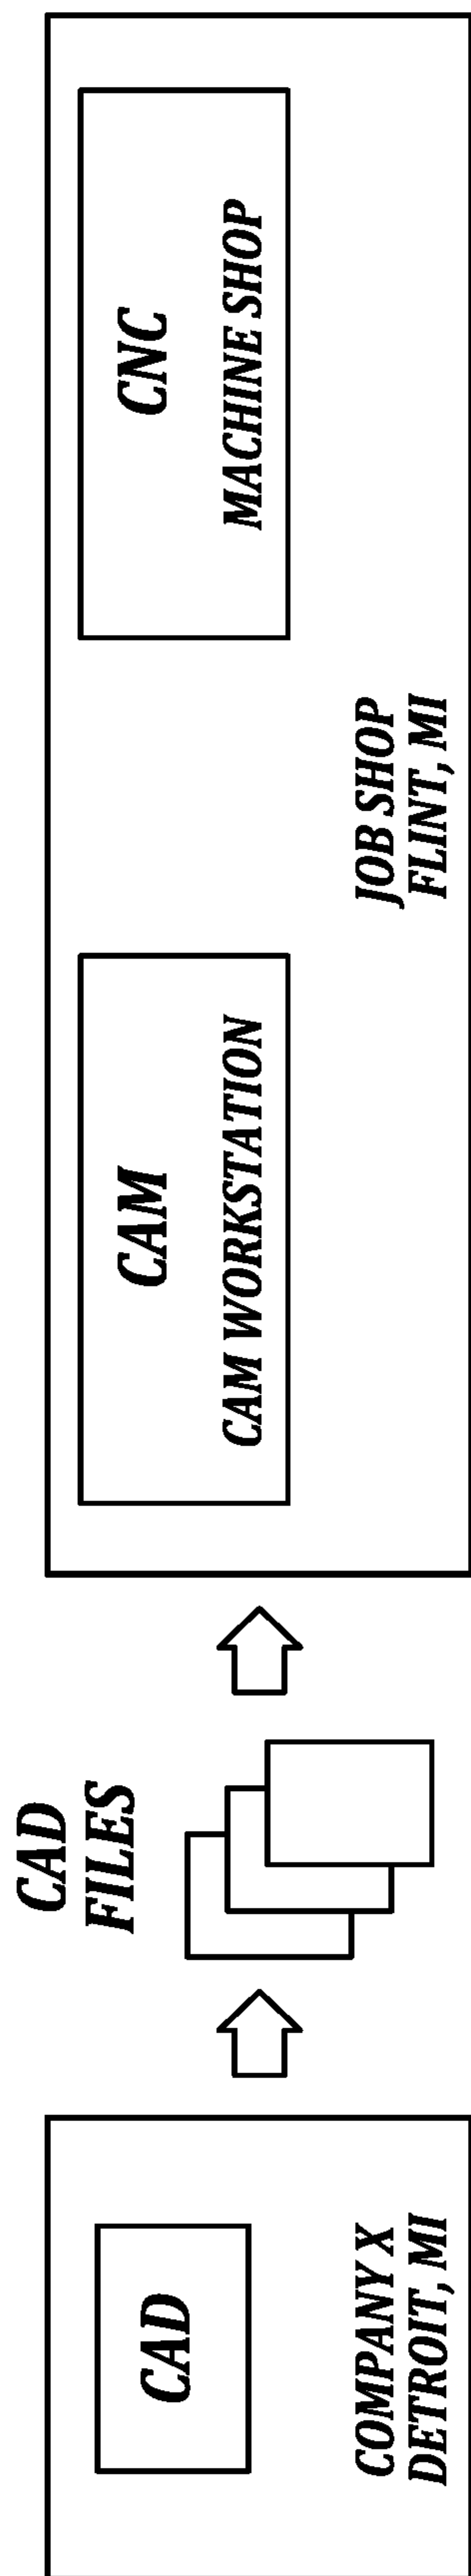 CAD
COMPANY X
DETROIT, MI
CAD
FILES
CAM
CAM WORKSTATION
CNC
MACHINE SHOP
JOB SHOP
FLINT, MI